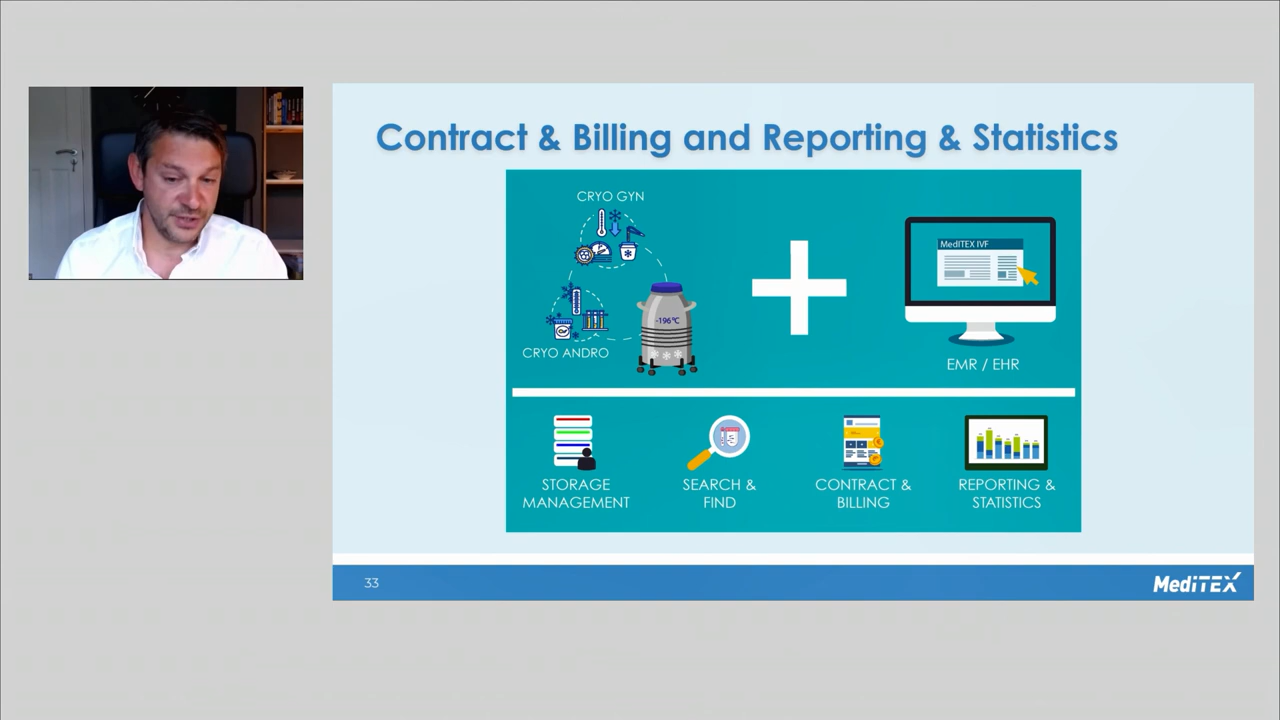 Contract & Billing and Reporting & Statistics
CRYO GYN
-196°C
CRYO ANDRO
MedITEX IVF
EMR / EHR
STORAGE
MANAGEMENT
SEARCH &
FIND
CONTRACT &
BILLING
REPORTING &
STATISTICS
33
MedITEX